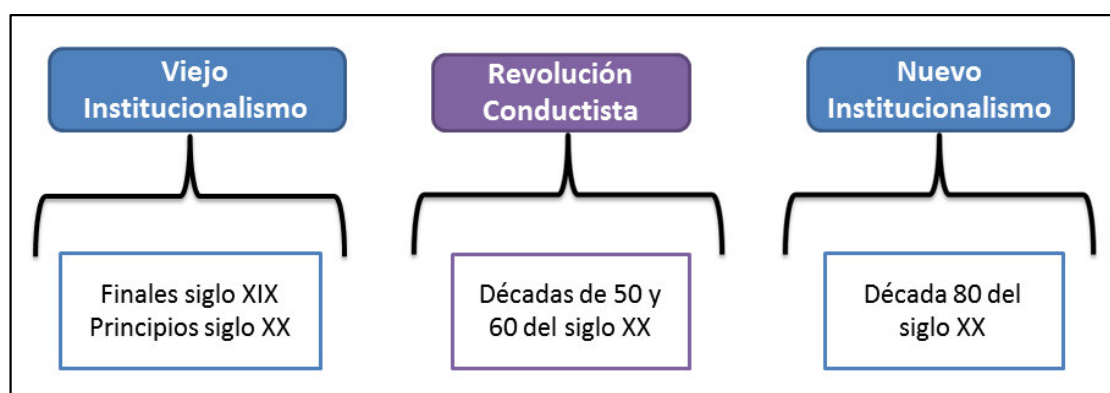 Viejo
Institucionalismo
Revolución
Conductista
Nuevo
Institucionalismo
Finales siglo XIX
Principios siglo XX
Décadas de 50 y
60 del siglo XX
Década 80 del
siglo XX